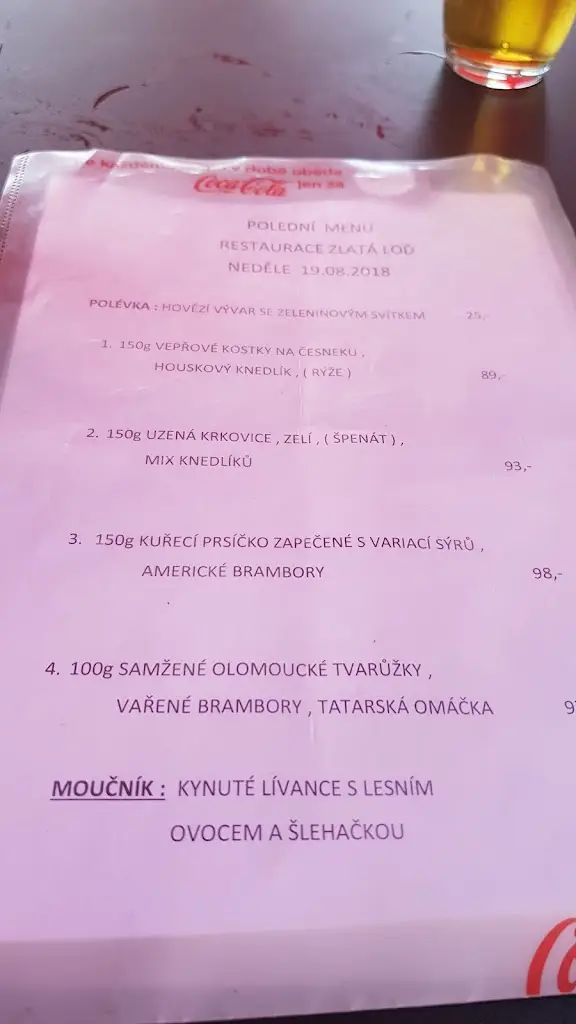 době oběda
Coca-Cola jen za
POLEDNÍ MENU
RESTAURACE ZLATÁ LOĎ
NEDĚLE 19.08.2018
POLÉVKA : HOVĚZÍ VÝVAR SE ZELENINOVÝM SVÍTKEM 25,-
1. 150g VEPŘOVÉ KOSTKY NA ČESNEKU ,
HOUSKOVÝ KNEDLÍK , ( RÝŽE ) 89,-
2. 150g UZENÁ KRKOVICE , ZELÍ , ( ŠPENÁT ) ,
MIX KNEDLÍKŮ 93,-
3. 150g KUŘECÍ PRSÍČKO ZAPEČENÉ S VARIACÍ SÝRŮ ,
AMERICKÉ BRAMBORY 98,-
4. 100g SAMŽENÉ OLOMOUCKÉ TVARŮŽKY ,
VAŘENÉ BRAMBORY , TATARSKÁ OMÁČKA
MOUČNÍK : KYNUTÉ LÍVANCE S LESNÍM
OVOCEM A ŠLEHAČKOU